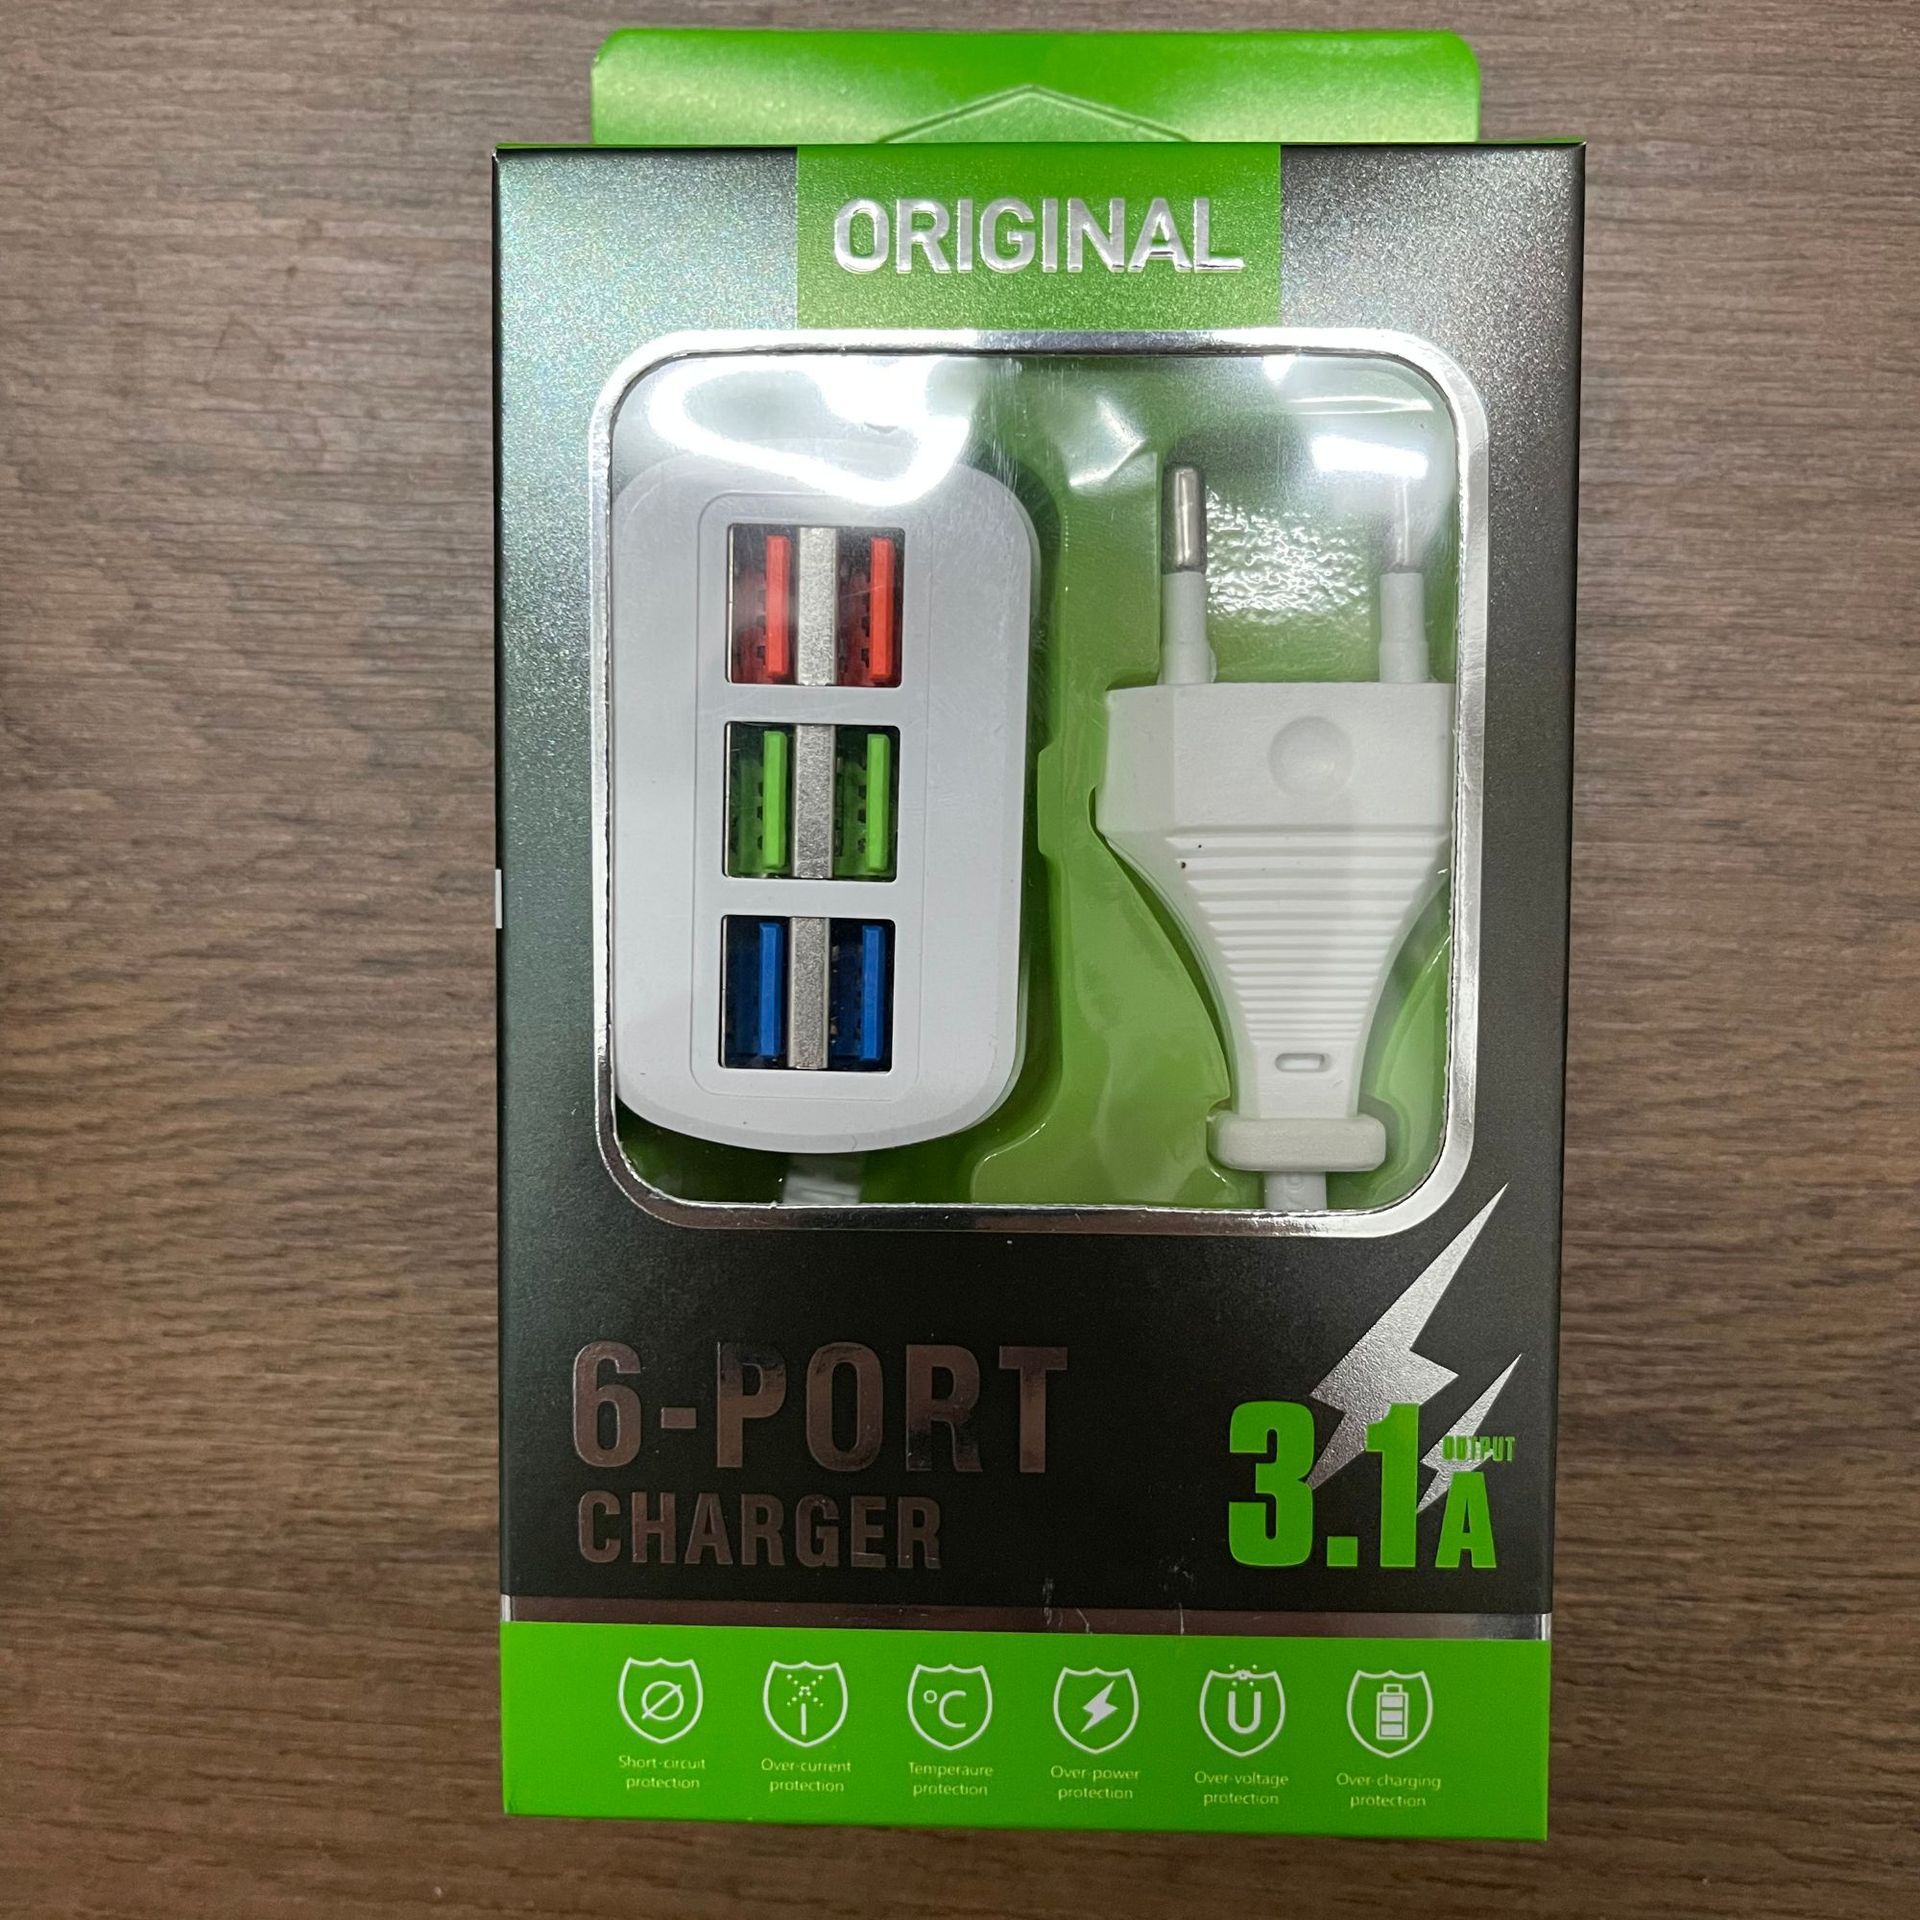 ORIGINAL
6-PORT
CHARGER
OUTPUT
3.1A
Short-circuit
protection
Over-current
protection
°C
Temperaure
protection
Over-power
protection
U
Over-voltage
protection
Over-charging
protection